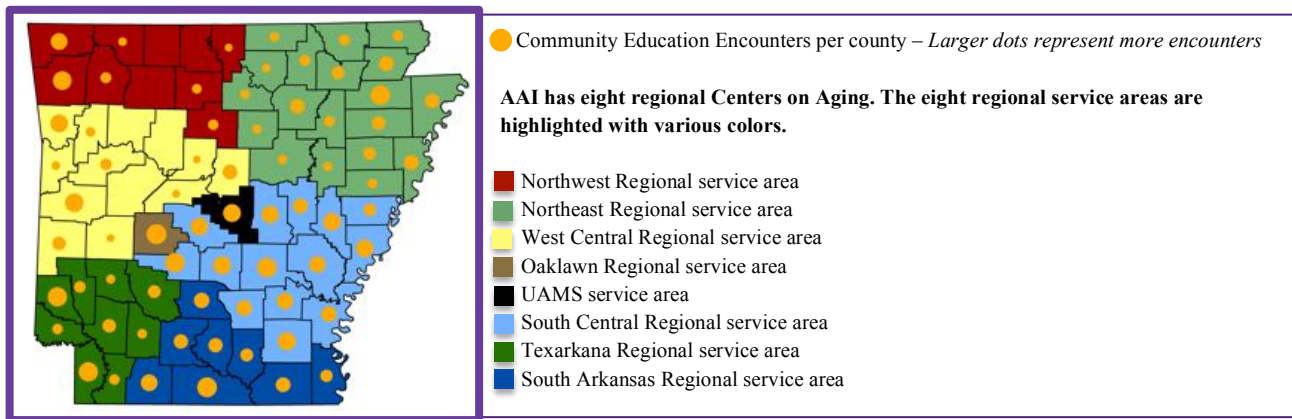 Community Education Encounters per county – Larger dots represent more encounters
AAI has eight regional Centers on Aging. The eight regional service areas are
highlighted with various colors.
Northwest Regional service area
Northeast Regional service area
West Central Regional service area
Oaklawn Regional service area
UAMS service area
South Central Regional service area
Texarkana Regional service area
South Arkansas Regional service area